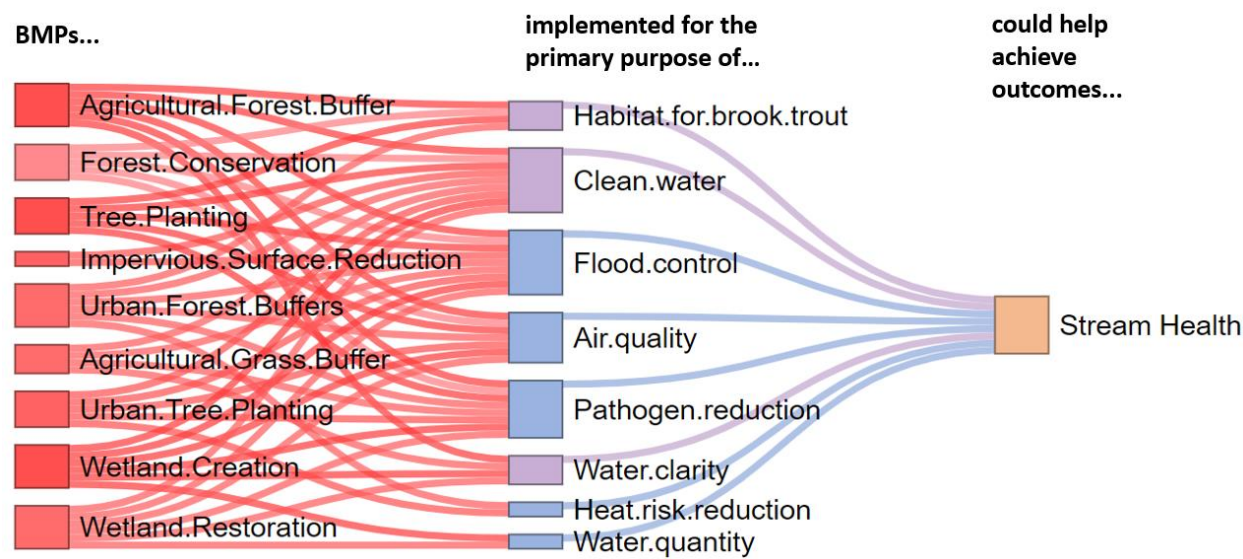 BMPs...
implemented for the
primary purpose of...
could help
achieve
outcomes...
Agricultural.Forest.Buffer
Forest.Conservation
Tree.Planting
Impervious.Surface.Reduction
Urban.Forest.Buffers
Agricultural.Grass.Buffer
Urban.Tree.Planting
Wetland.Creation
Wetland.Restoration
Habitat.for.brook.trout
Clean.water
Flood.control
Air.quality
Pathogen.reduction
Water.clarity
Heat.risk.reduction
Water.quantity
Stream Health